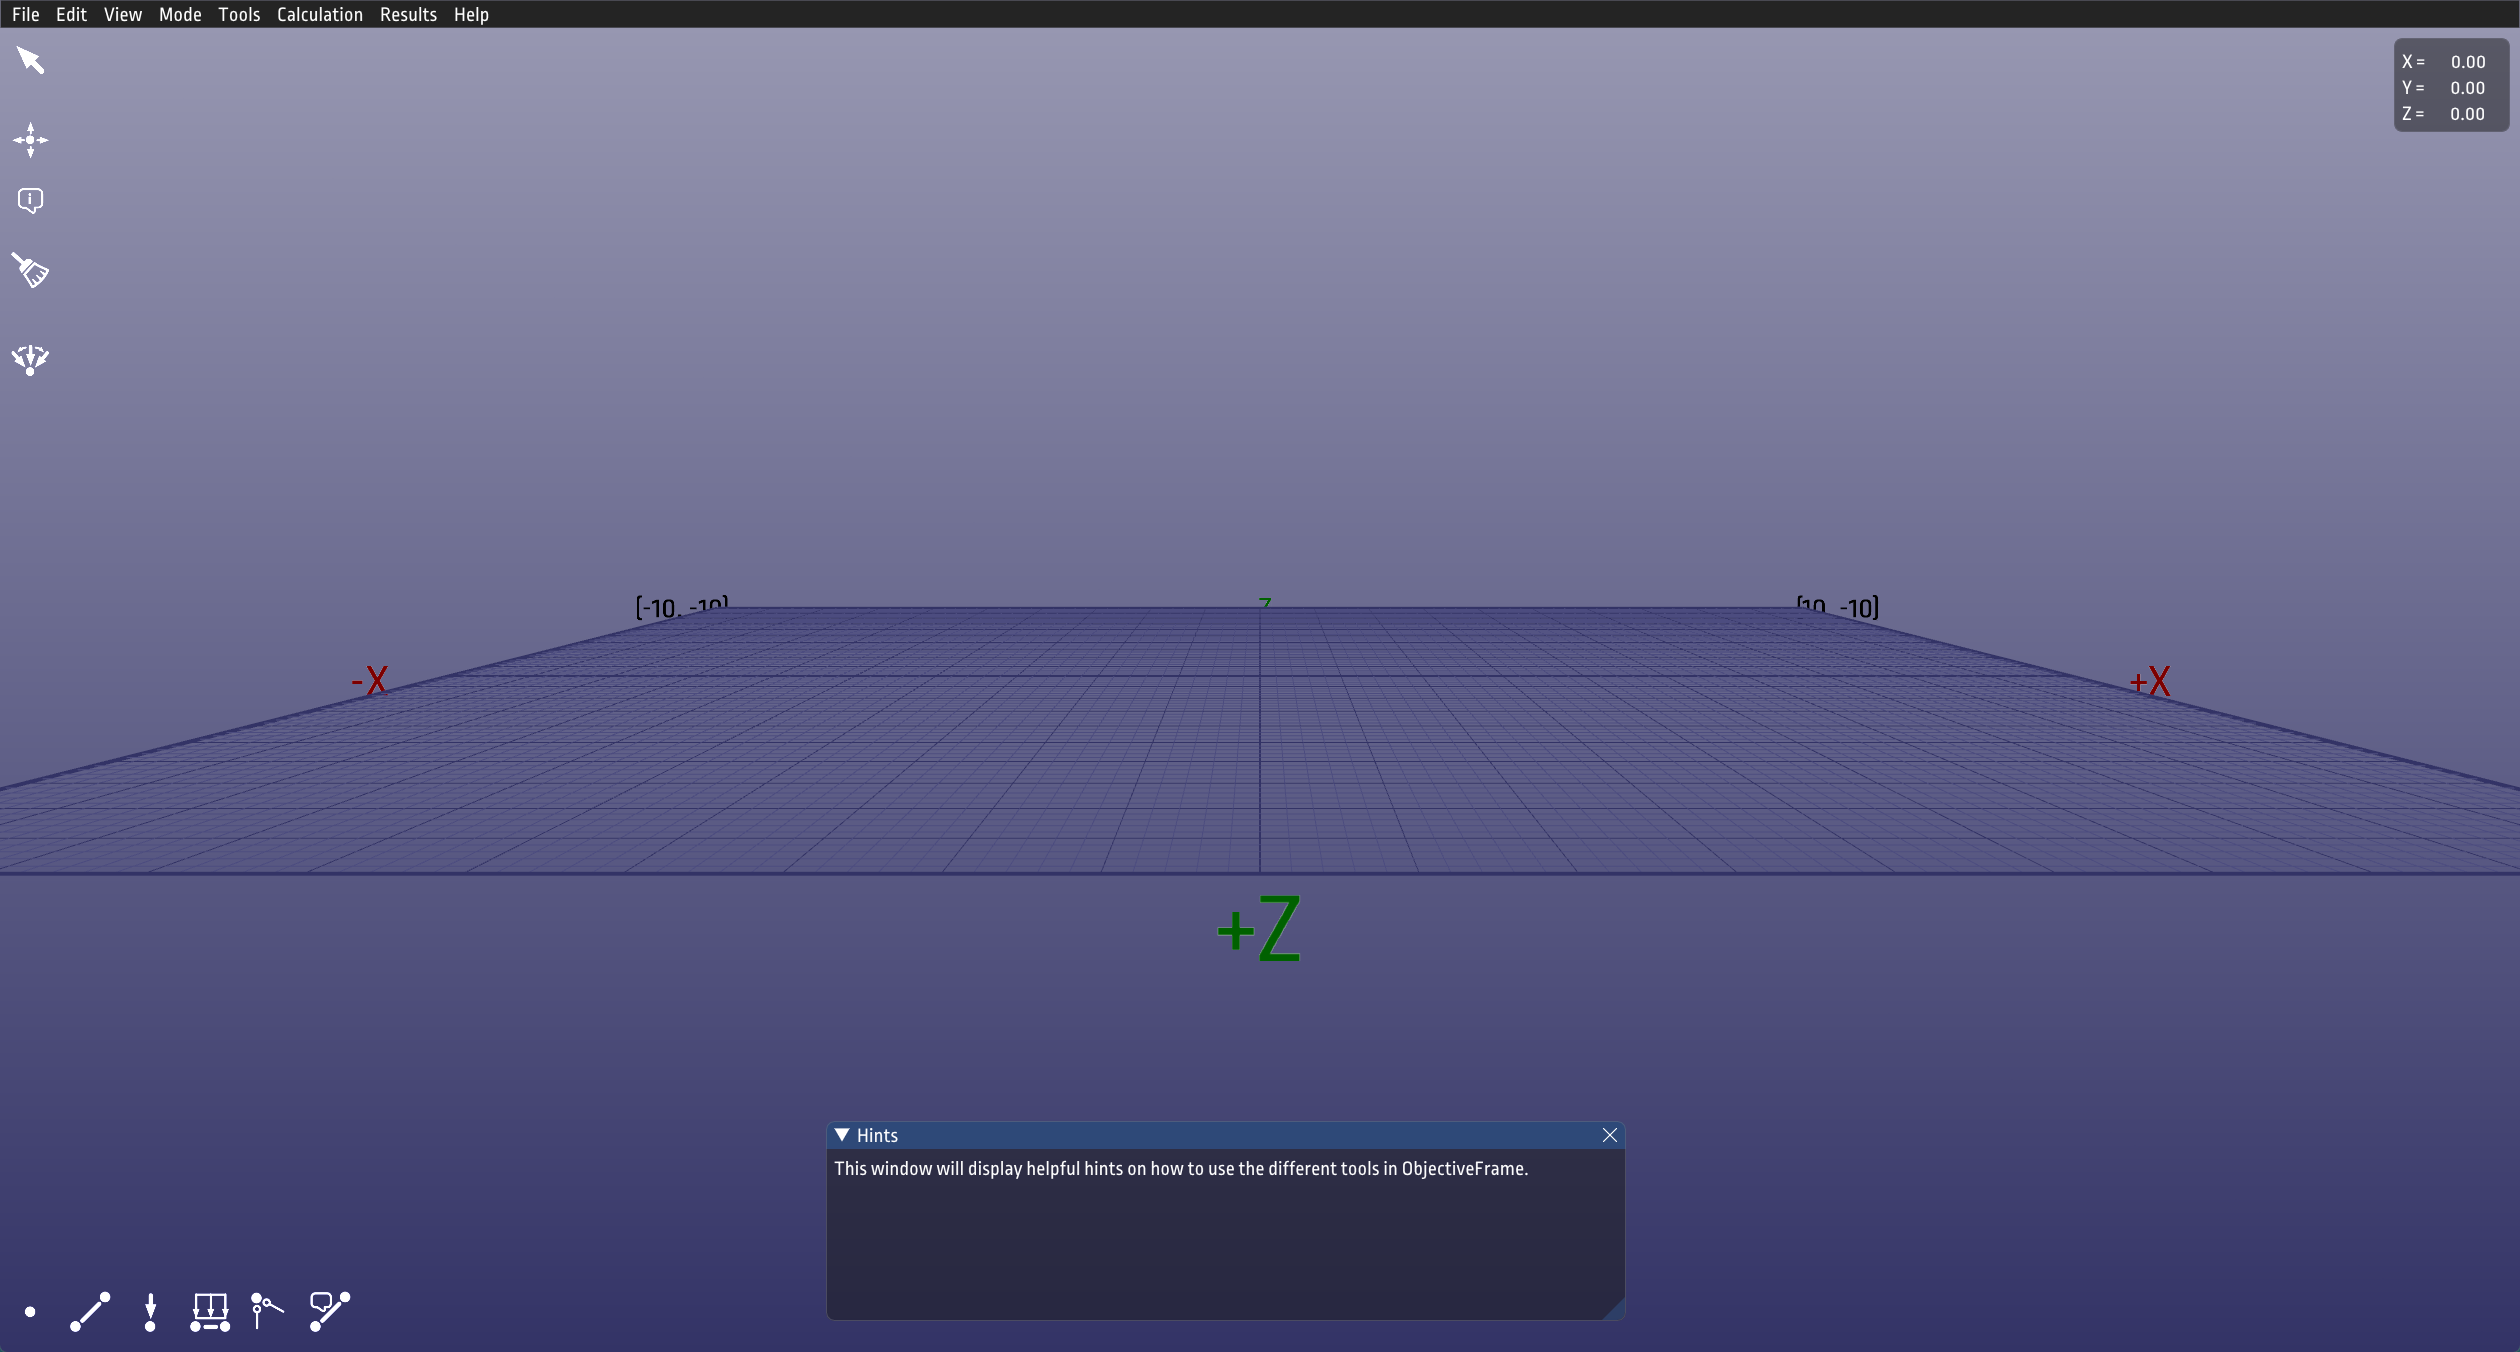 File Edit View Mode Tools Calculation Results Help
X = 0.00
Y = 0.00
Z = 0.00
[-10, -10]
[10, -10]
-X
+X
+Z
Hints
This window will display helpful hints on how to use the different tools in ObjectiveFrame.